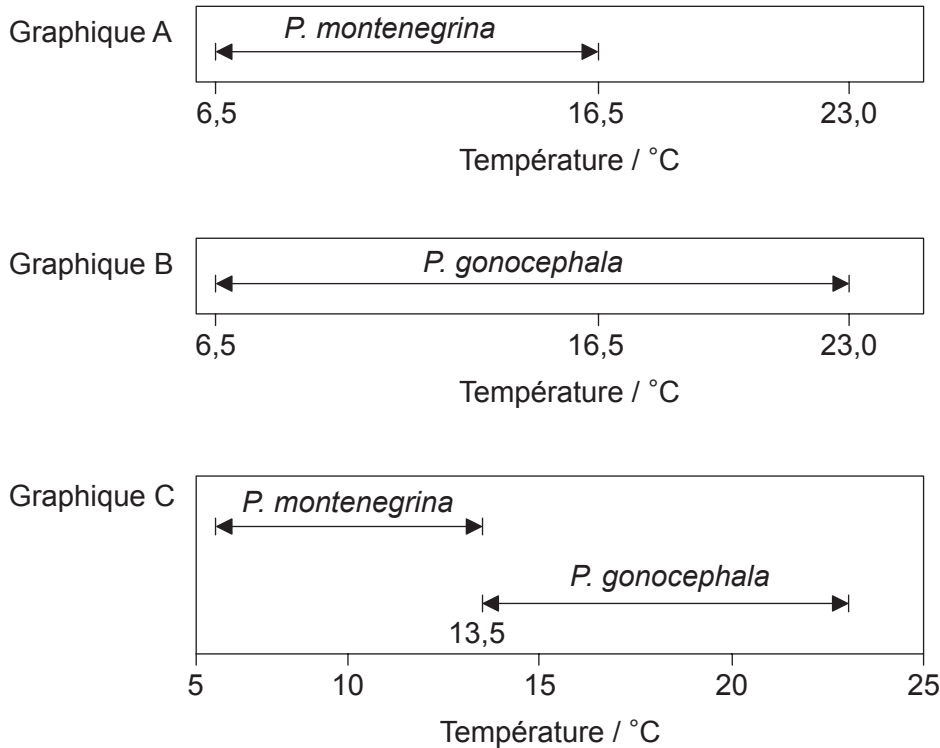 Graphique A
P. montenegrina
6,5 16,5 23,0
Température / °C
Graphique B
P. gonocephala
6,5 16,5 23,0
Température / °C
Graphique C
P. montenegrina
P. gonocephala
13,5
5 10 15 20 25
Température / °C